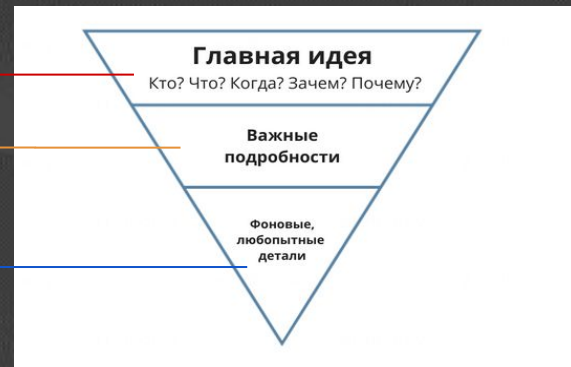 Главная идея
Кто? Что? Когда? Зачем? Почему?
Важные
подробности
Фоновые,
любопытные
детали